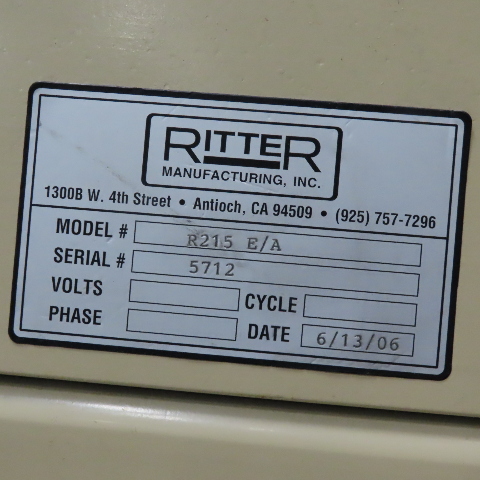 RITTER
MANUFACTURING, INC.
1300B W. 4th Street • Antioch, CA 94509 • (925) 757-7296
MODEL # R215 E/A
SERIAL # 5712
VOLTS CYCLE
PHASE DATE 6/13/06